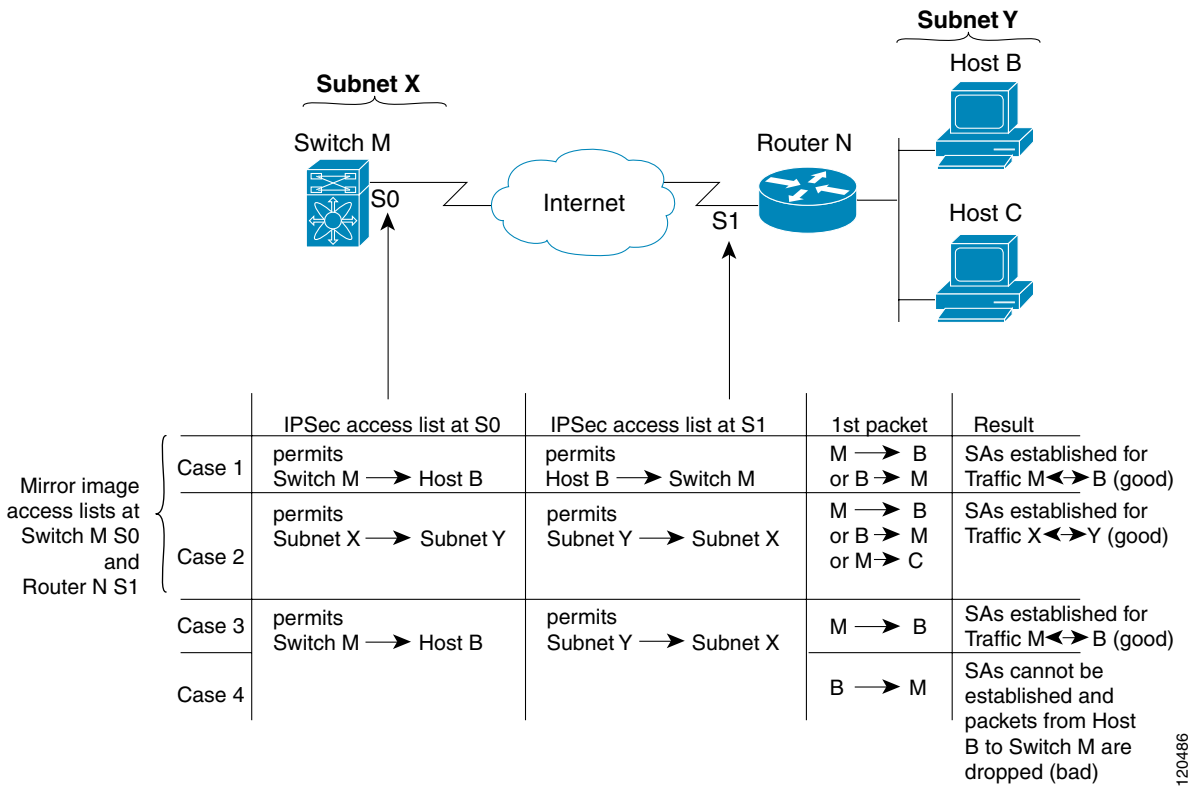 Subnet Y
Host B
Subnet X
Switch M
Router N
S0
Internet
S1
Host C
IPSec access list at S0
IPSec access list at S1
1st packet
Result
Mirror image
access lists at
Switch M S0
and
Router N S1
Case 1
permits
Switch M → Host B
permits
Host B → Switch M
M → B
or B → M
SAs established for
Traffic M ↔ B (good)
Case 2
permits
Subnet X → Subnet Y
permits
Subnet Y → Subnet X
M → B
or B → M
or M → C
SAs established for
Traffic X ↔ Y (good)
Case 3
permits
Switch M → Host B
permits
Subnet Y → Subnet X
M → B
SAs established for
Traffic M ↔ B (good)
Case 4
B → M
SAs cannot be
established and
packets from Host
B to Switch M are
dropped (bad)
120486